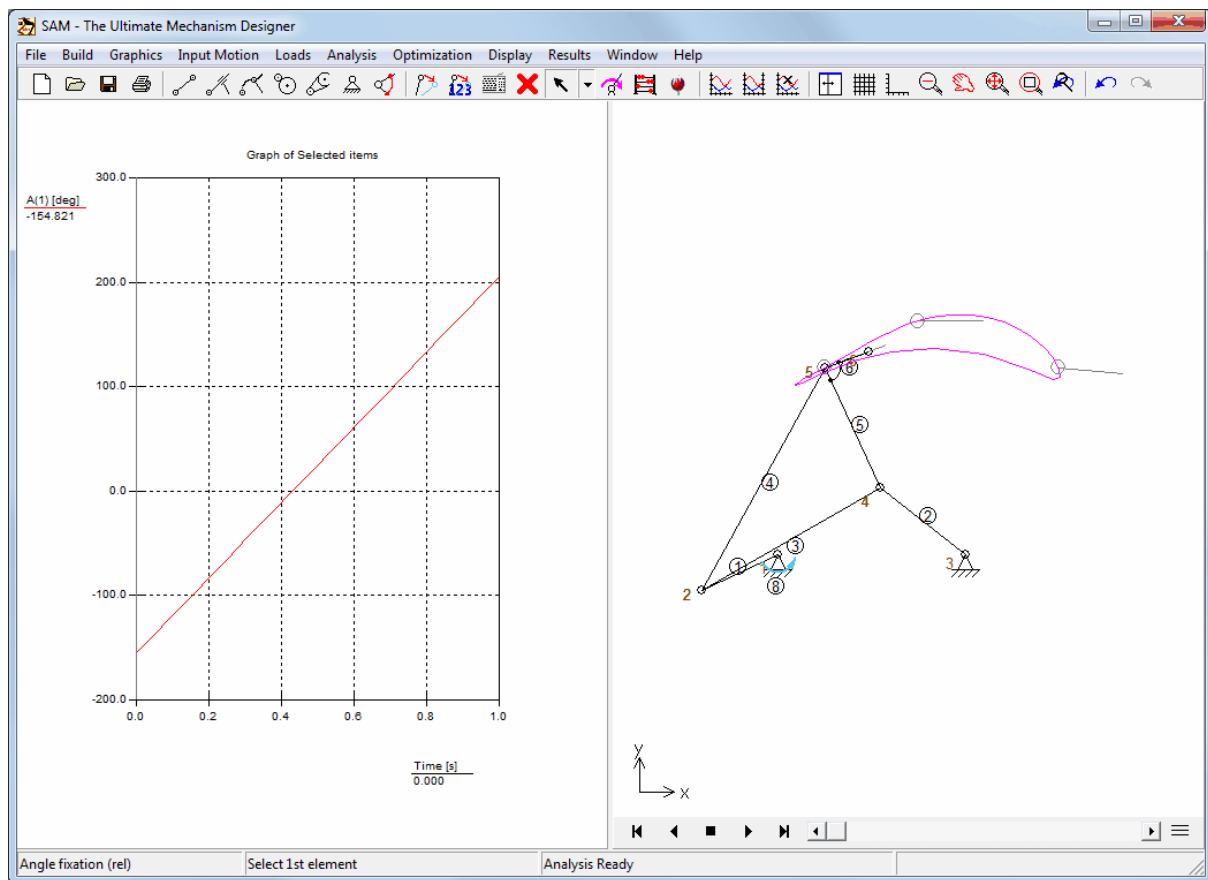 SAM - The Ultimate Mechanism Designer
File Build Graphics Input Motion Loads Analysis Optimization Display Results Window Help
123
Graph of Selected items
A(1) [deg]
-154.821
300.0
200.0
100.0
0.0
-100.0
-200.0
0.0 0.2 0.4 0.6 0.8 1.0
Time [s]
0.000
5
6
5
4
4
2
3
1
3
8
2
y
x
Angle fixation (rel) Select 1st element Analysis Ready